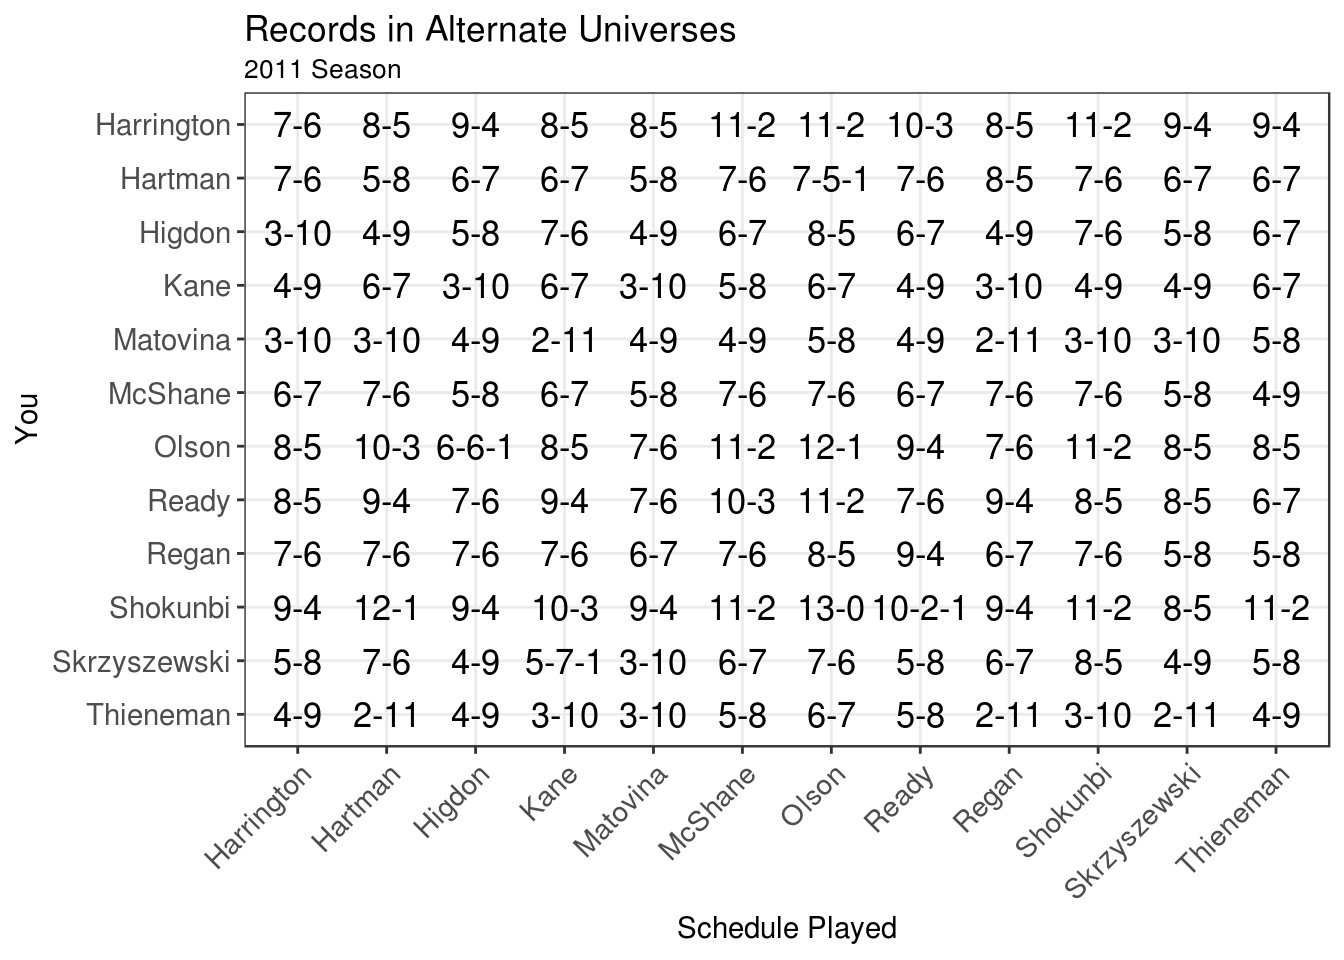 Records in Alternate Universes
2011 Season
Harrington 7-6 8-5 9-4 8-5 8-5 11-2 11-2 10-3 8-5 11-2 9-4 9-4
Hartman 7-6 5-8 6-7 6-7 5-8 7-6 7-5-1 7-6 8-5 7-6 6-7 6-7
Higdon 3-10 4-9 5-8 7-6 4-9 6-7 8-5 6-7 4-9 7-6 5-8 6-7
Kane 4-9 6-7 3-10 6-7 3-10 5-8 6-7 4-9 3-10 4-9 4-9 6-7
Matovina 3-10 3-10 4-9 2-11 4-9 4-9 5-8 4-9 2-11 3-10 3-10 5-8
McShane 6-7 7-6 5-8 6-7 5-8 7-6 7-6 6-7 7-6 7-6 5-8 4-9
Olson 8-5 10-3 6-6-1 8-5 7-6 11-2 12-1 9-4 7-6 11-2 8-5 8-5
Ready 8-5 9-4 7-6 9-4 7-6 10-3 11-2 7-6 9-4 8-5 8-5 6-7
Regan 7-6 7-6 7-6 7-6 6-7 7-6 8-5 9-4 6-7 7-6 5-8 5-8
Shokunbi 9-4 12-1 9-4 10-3 9-4 11-2 13-0 10-2-1 9-4 11-2 8-5 11-2
Skrzyszewski 5-8 7-6 4-9 5-7-1 3-10 6-7 7-6 5-8 6-7 8-5 4-9 5-8
Thieneman 4-9 2-11 4-9 3-10 3-10 5-8 6-7 5-8 2-11 3-10 2-11 4-9
You
Harrington Hartman Higdon Kane Matovina McShane Olson Ready Regan Shokunbi Skrzyszewski Thieneman
Schedule Played